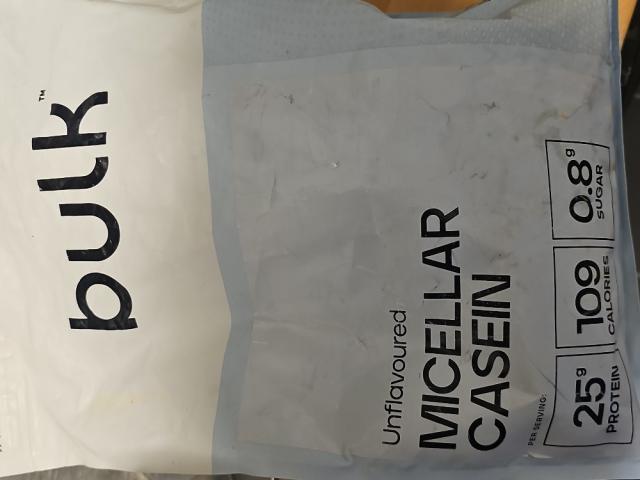 bulk™
Unflavoured
MICELLAR
CASEIN
PER SERVING:
25g
PROTEIN
109
CALORIES
0.8g
SUGAR